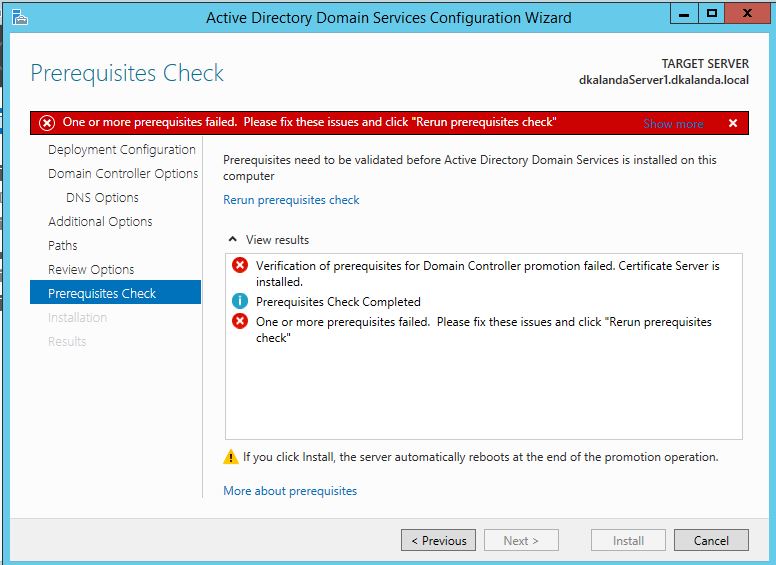 Active Directory Domain Services Configuration Wizard
Prerequisites Check
TARGET SERVER
dkalandaServer1.dkalanda.local
One or more prerequisites failed.  Please fix these issues and click "Rerun prerequisites check"
Show more
Deployment Configuration
Domain Controller Options
DNS Options
Additional Options
Paths
Review Options
Prerequisites Check
Installation
Results
Prerequisites need to be validated before Active Directory Domain Services is installed on this
computer
Rerun prerequisites check
View results
Verification of prerequisites for Domain Controller promotion failed. Certificate Server is
installed.
Prerequisites Check Completed
One or more prerequisites failed.  Please fix these issues and click "Rerun prerequisites
check"
If you click Install, the server automatically reboots at the end of the promotion operation.
More about prerequisites
< Previous
Next >
Install
Cancel